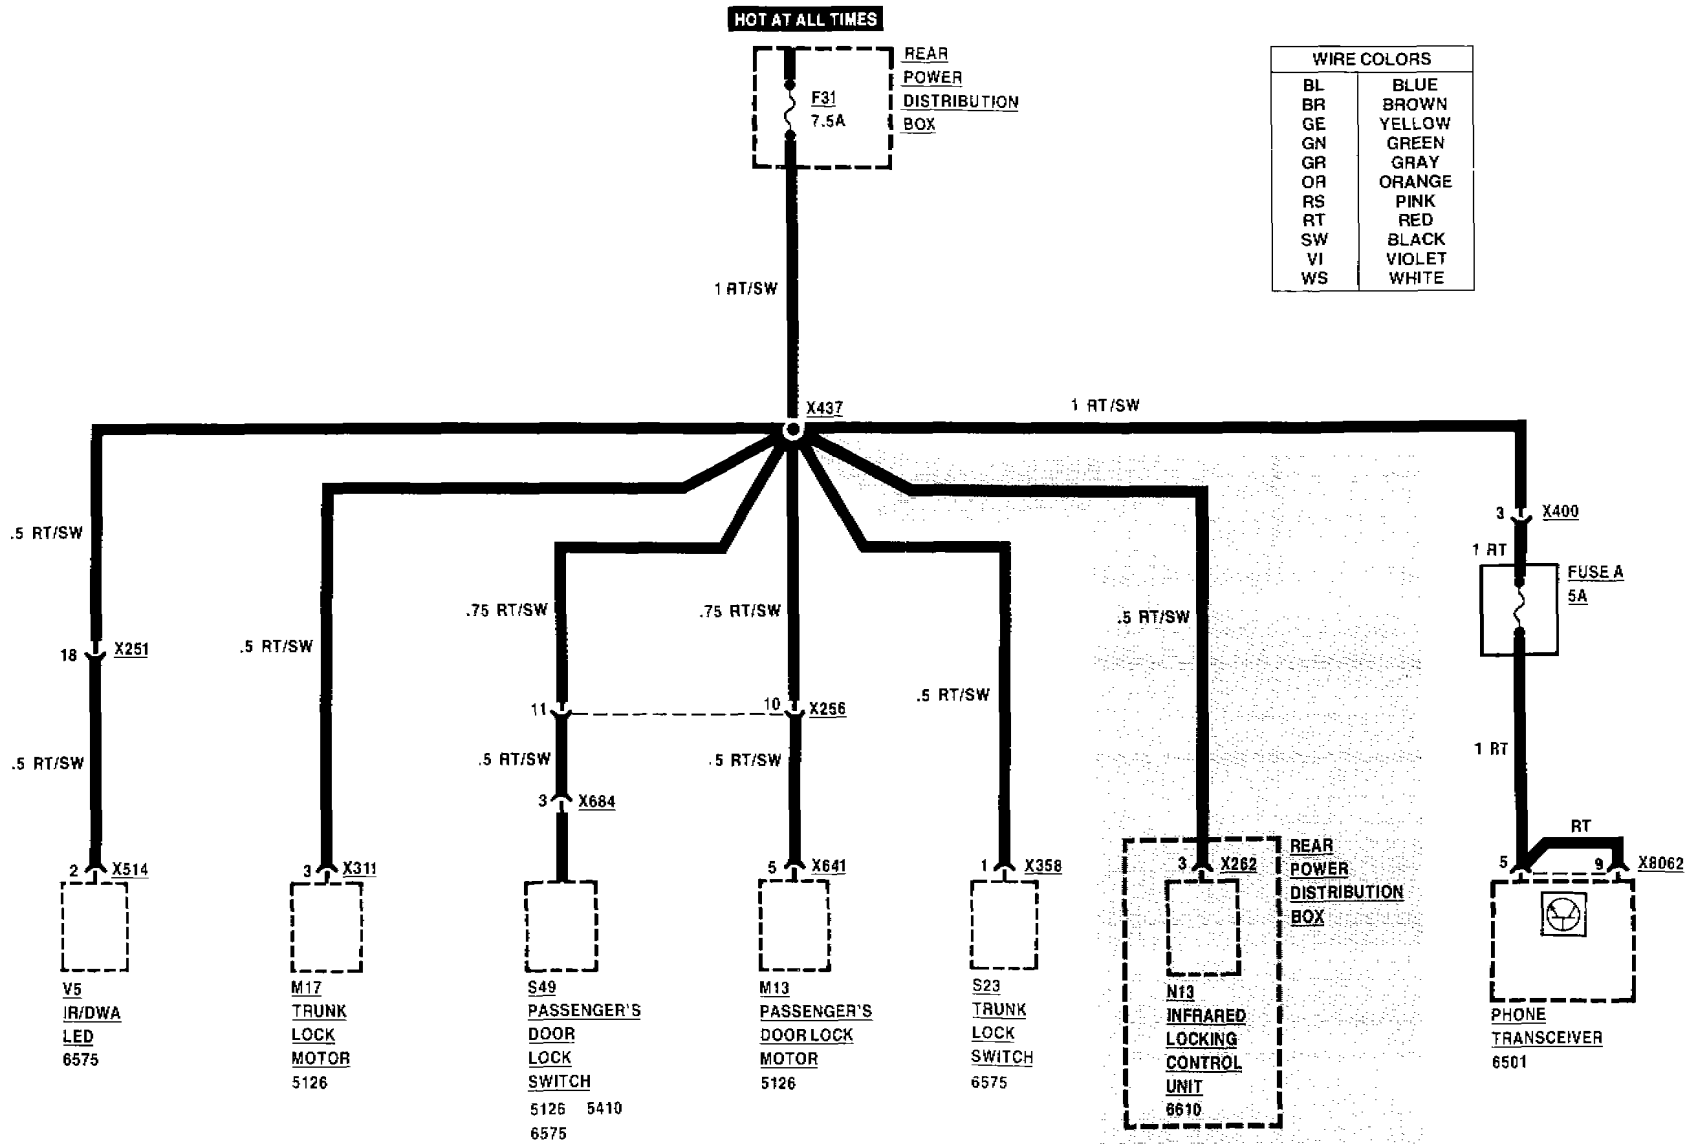 HOT AT ALL TIMES
REAR
POWER
DISTRIBUTION
BOX
F31
7.5A
WIRE COLORS
BL BLUE
BR BROWN
GE YELLOW
GN GREEN
GR GRAY
OR ORANGE
RS PINK
RT RED
SW BLACK
VI VIOLET
WS WHITE
1 RT/SW
X437
1 RT/SW
.5 RT/SW
3 X400
1 RT
FUSE A
5A
.75 RT/SW
.75 RT/SW
.5 RT/SW
.5 RT/SW
18 X251
.5 RT/SW
11
10 X256
.5 RT/SW
.5 RT/SW
.5 RT/SW
1 RT
3 X684
RT
2 X514
3 X311
5 X641
1 X358
3 X262
REAR
POWER
DISTRIBUTION
BOX
5
9 X8062
V5
IR/DWA
LED
6575
M17
TRUNK
LOCK
MOTOR
5126
S49
PASSENGER'S
DOOR
LOCK
SWITCH
5126 5410
6575
M13
PASSENGER'S
DOOR LOCK
MOTOR
5126
S23
TRUNK
LOCK
SWITCH
6575
N13
INFRARED
LOCKING
CONTROL
UNIT
6610
PHONE
TRANSCEIVER
6501